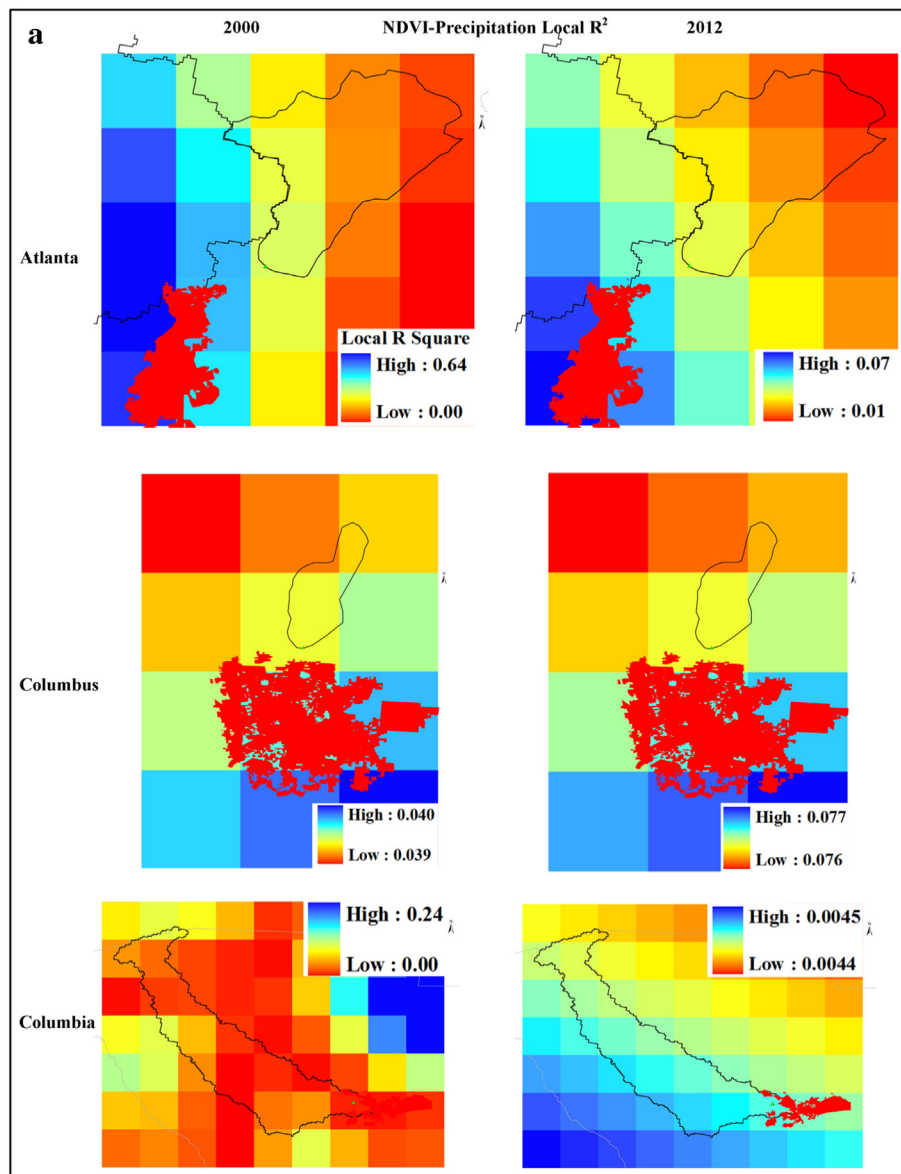 a
2000 NDVI-Precipitation Local R² 2012
Atlanta
Local R Square
High : 0.64
Low : 0.00
High : 0.07
Low : 0.01
Columbus
High : 0.040
Low : 0.039
High : 0.077
Low : 0.076
Columbia
High : 0.24
Low : 0.00
High : 0.0045
Low : 0.0044